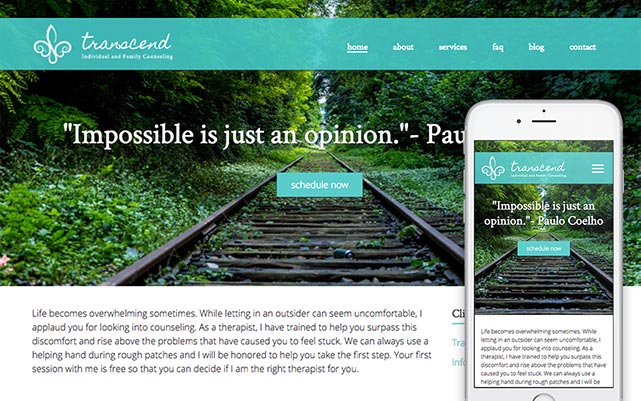 transcend
Individual and Family Counseling
home about services faq blog contact
"Impossible is just an opinion."- Pau
schedule now
Life becomes overwhelming sometimes. While letting in an outsider can seem uncomfortable, I
applaud you for looking into counseling. As a therapist, I have trained to help you surpass this
discomfort and rise above the problems that have caused you to feel stuck. We can always use a
helping hand during rough patches and I will be honored to help you take the first step. Your first
session with me is free so that you can decide if I am the right therapist for you.
Cli
Tra
Info
transcend
Individual and Family Counseling
"Impossible is just an
opinion."- Paulo Coelho
schedule now
Life becomes overwhelming sometimes. While
letting in an outsider can seem uncomfortable, I
applaud you for looking into counseling. As a
therapist, I have trained to help you surpass this
discomfort and rise above the problems that have
caused you to feel stuck. We can always use a
helping hand during rough patches and I will be